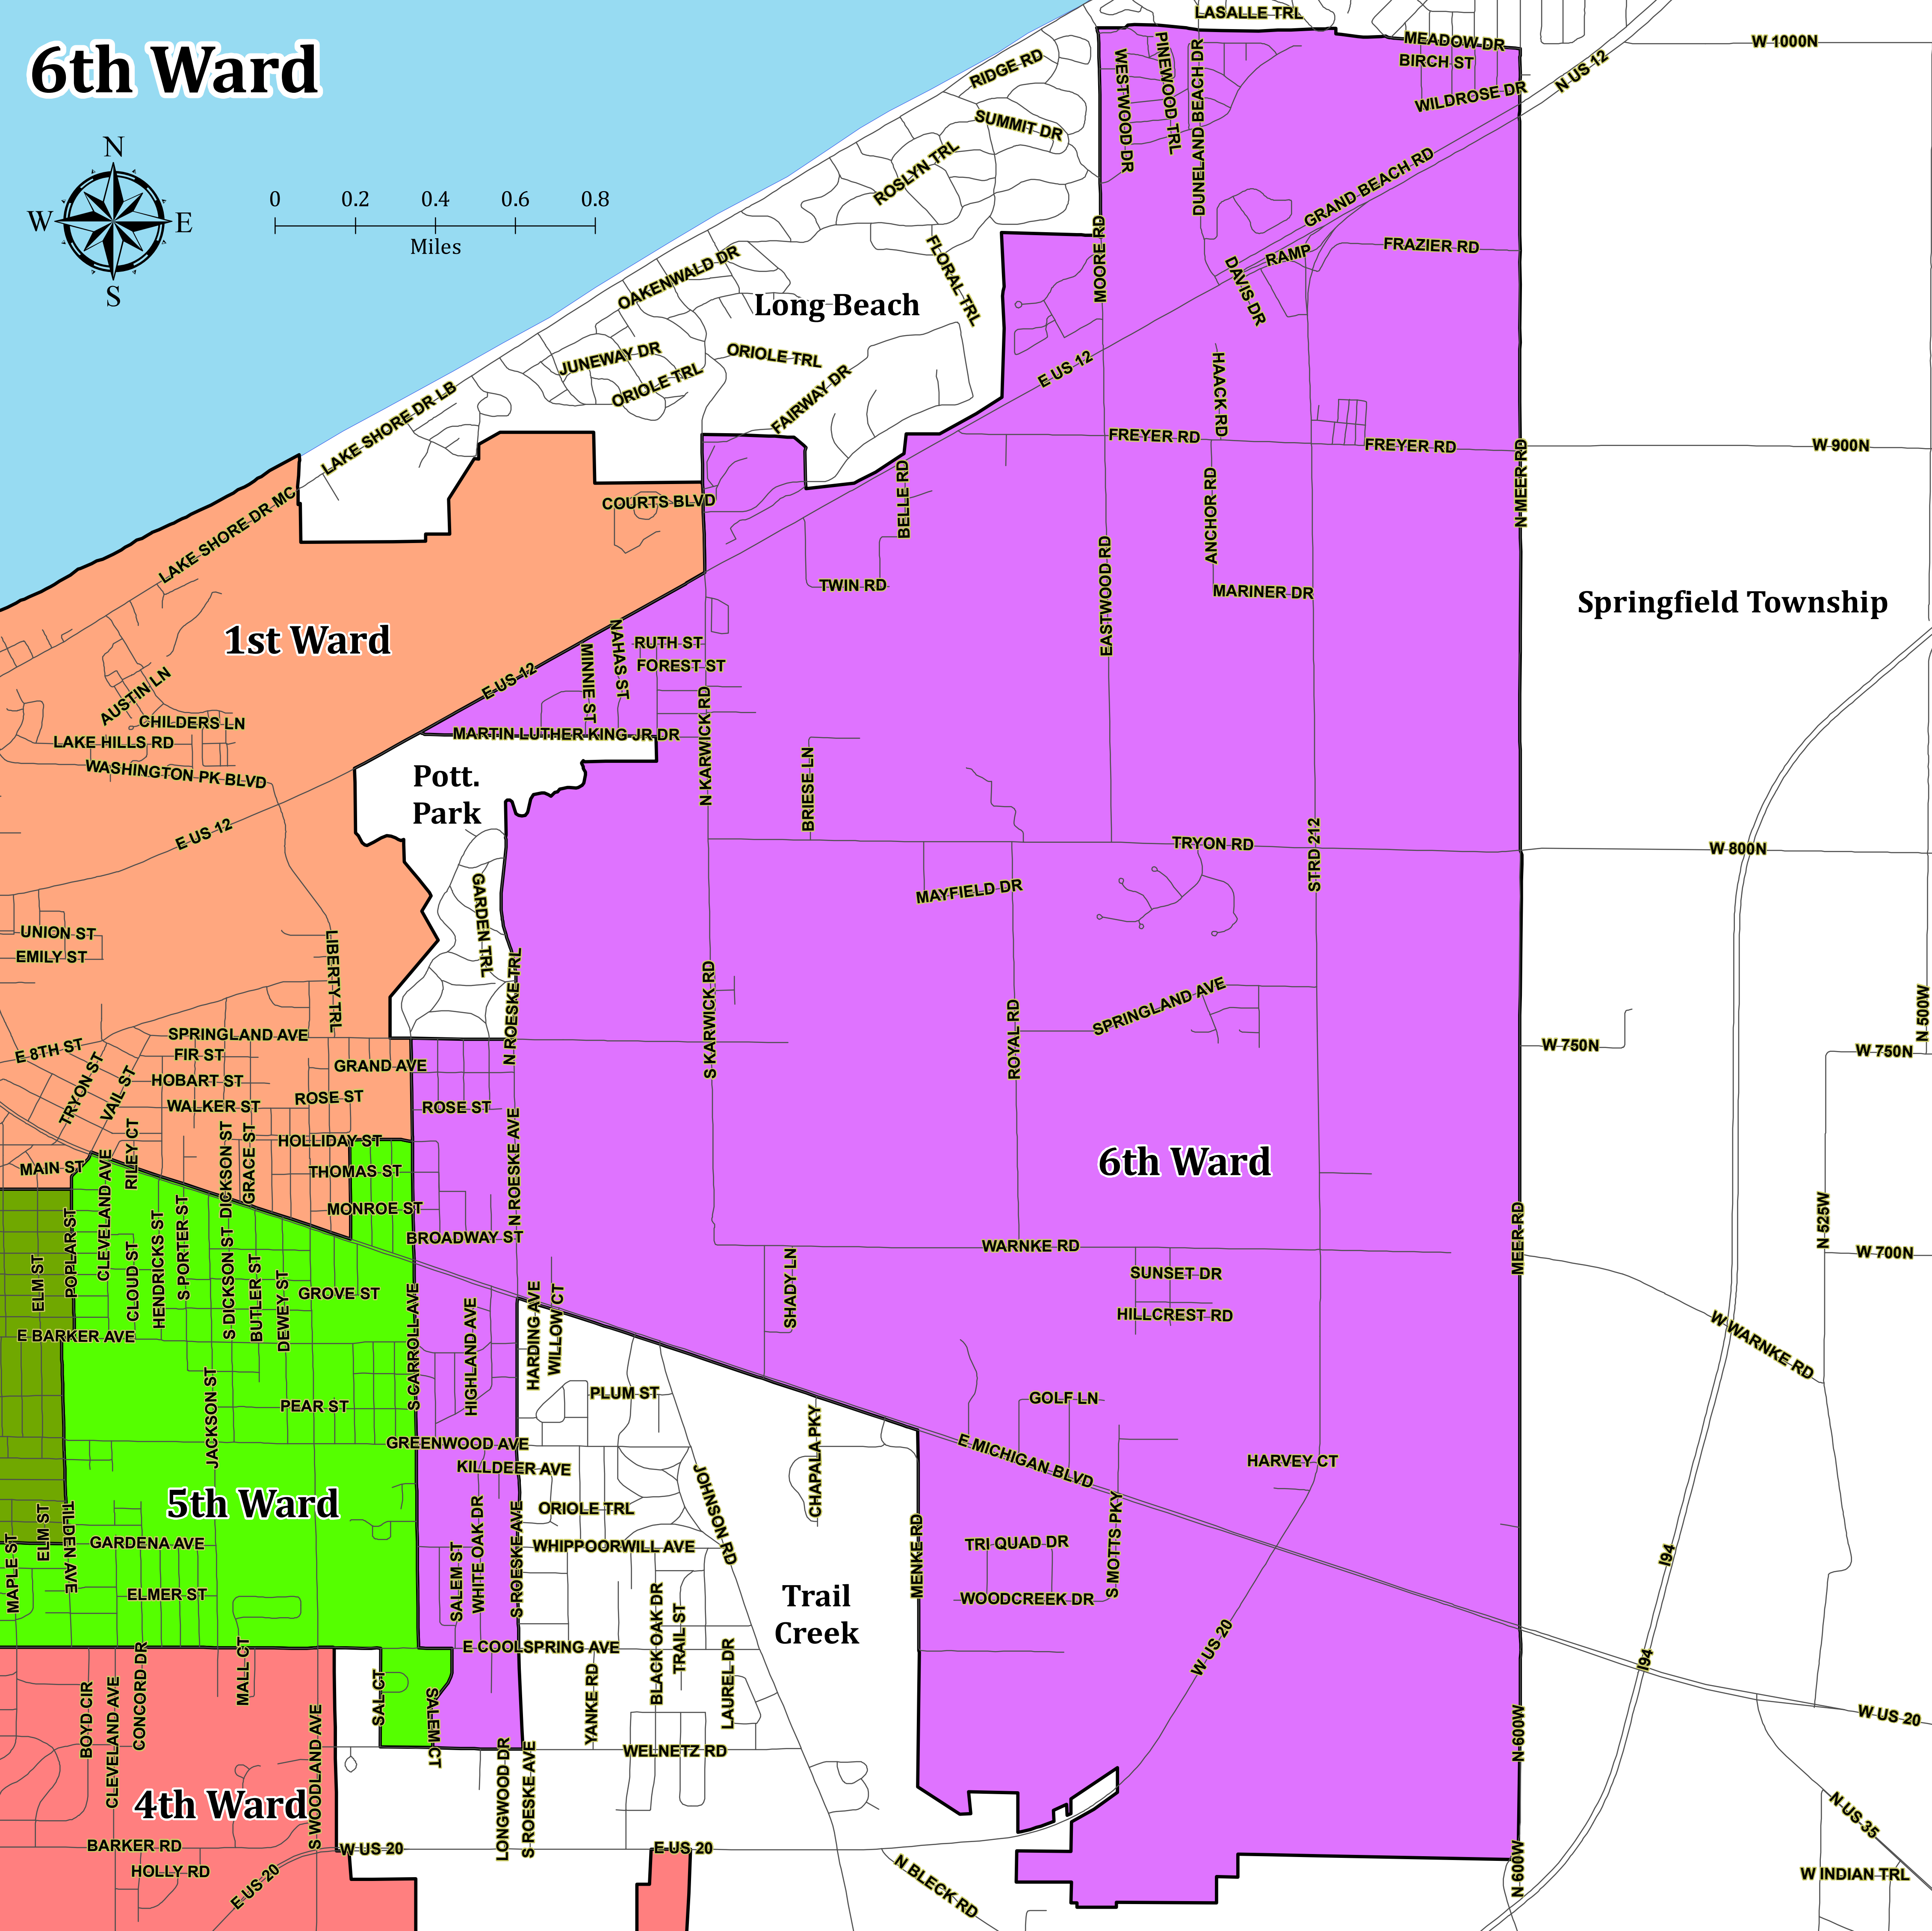 6th Ward
N
W
E
S
0 0.2 0.4 0.6 0.8
Miles
LASALLE TRL
MEADOW DR
BIRCH ST
WILDROSE DR
N US 12
W 1000N
RIDGE RD
SUMMIT DR
ROSLYN TRL
WESTWOOD DR
PINEWOOD TRL
DUNELAND BEACH DR
GRAND BEACH RD
FRAZIER RD
RAMP
DAVIS DR
MOORE RD
FLORAL TRL
OAKENWALD DR
Long Beach
JUNEWAY DR
ORIOLE TRL
ORIOLE TRL
FAIRWAY DR
E US 12
HAACK RD
LAKE SHORE DR LB
FREYER RD
FREYER RD
N MEER RD
W 900N
LAKE SHORE DR MC
COURTS BLVD
BELLE RD
ANCHOR RD
EASTWOOD RD
TWIN RD
MARINER DR
Springfield Township
1st Ward
RUTH ST
FOREST ST
NAHAS ST
MINNIE ST
E US 12
AUSTIN LN
CHILDERS LN
LAKE HILLS RD
WASHINGTON PK BLVD
MARTIN LUTHER KING JR DR
N KARWICK RD
Pott.
Park
BRIESE LN
E US 12
TRYON RD
STRD 212
W 800N
MAYFIELD DR
GARDEN TRL
UNION ST
EMILY ST
LIBERTY TRL
N ROESKE TRL
S KARWICK RD
ROYAL RD
SPRINGLAND AVE
N 500W
SPRINGLAND AVE
E 8TH ST
FIR ST
GRAND AVE
W 750N
W 750N
TRYON ST
VAIL ST
HOBART ST
WALKER ST
ROSE ST
ROSE ST
HOLLIDAY ST
N ROESKE AVE
6th Ward
MAIN ST
CLEVELAND AVE
RILEY CT
DICKSON ST
GRACE ST
THOMAS ST
MONROE ST
BROADWAY ST
POPLAR ST
CLOUD ST
HENDRICKS ST
S PORTER ST
S DICKSON ST
BUTLER ST
DEWEY ST
GROVE ST
ELM ST
E BARKER AVE
WARNKE RD
SHADY LN
SUNSET DR
HILLCREST RD
MEER RD
N 525W
W 700N
W WARNKE RD
S CARROLL AVE
HIGHLAND AVE
HARDING AVE
WILLOW CT
PLUM ST
JACKSON ST
PEAR ST
GREENWOOD AVE
KILLDEER AVE
CHAPALA PKY
GOLF LN
E MICHIGAN BLVD
HARVEY CT
5th Ward
JOHNSON RD
ORIOLE TRL
WHIPPOORWILL AVE
S ROESKE AVE
WHITE OAK DR
SALEM ST
ELM ST
TILDEN AVE
MAPLE ST
GARDENA AVE
ELMER ST
MENKE RD
TRI QUAD DR
S MOTTS PKY
WOODCREEK DR
I94
Trail
Creek
BLACK OAK DR
TRAIL ST
E COOLSPRING AVE
LAUREL DR
YANKE RD
W US 20
I94
W US 20
BOYD CIR
CLEVELAND AVE
CONCORD DR
MALL CT
SAL CT
SALEM CT
S WOODLAND AVE
WELNETZ RD
LONGWOOD DR
S ROESKE AVE
N 600W
4th Ward
BARKER RD
HOLLY RD
E US 20
W US 20
E US 20
N BLECK RD
N 600W
N US 35
W INDIAN TRL